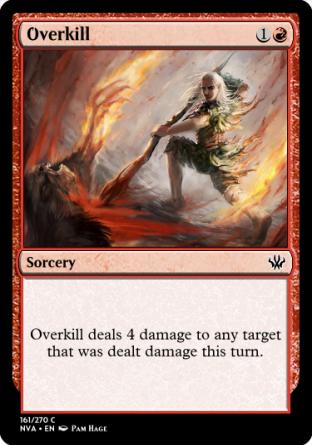 Overkill 1
Sorcery
Overkill deals 4 damage to any target
that was dealt damage this turn.
161/270 C
NVA • EN Pam Hage